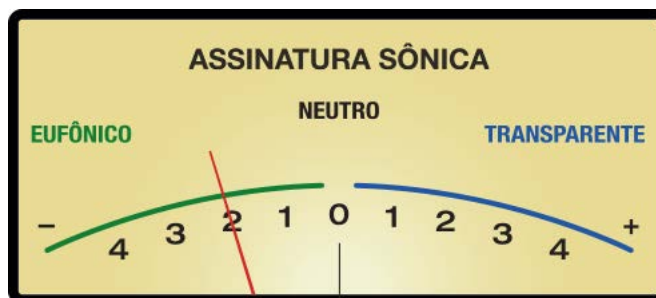 ASSINATURA SÔNICA
NEUTRO
EUFÔNICO TRANSPARENTE
– 4 3 2 1 0 1 2 3 4 +